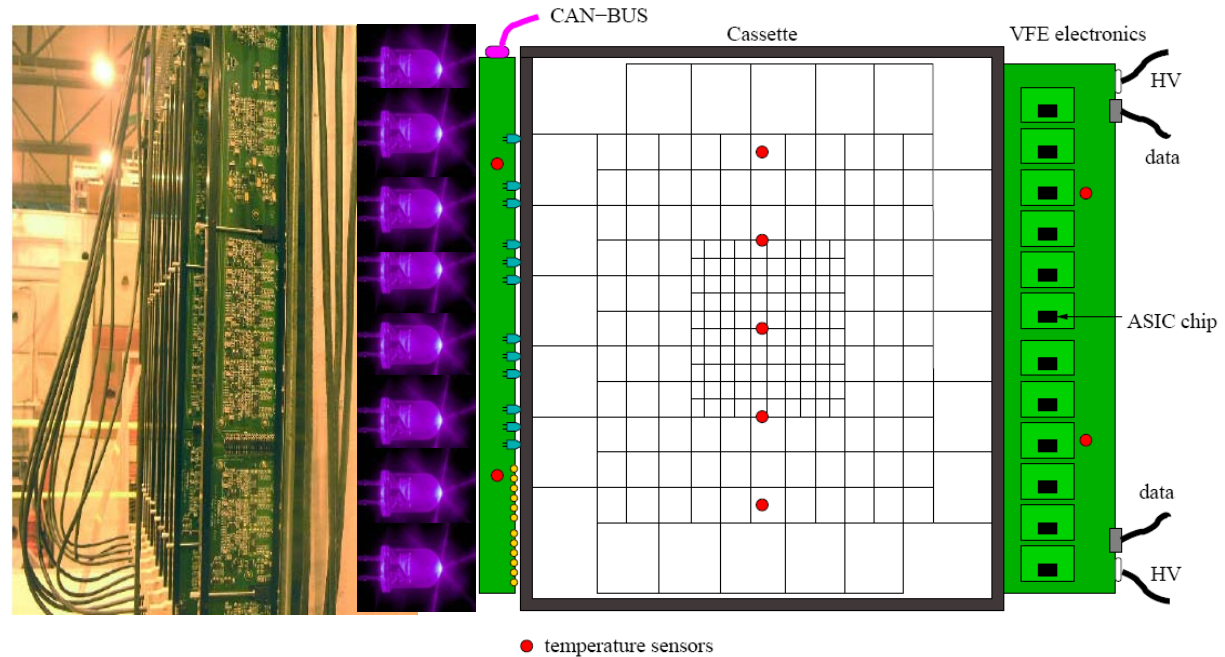 CAN−BUS
Cassette
VFE electronics
HV
data
ASIC chip
data
HV
temperature sensors